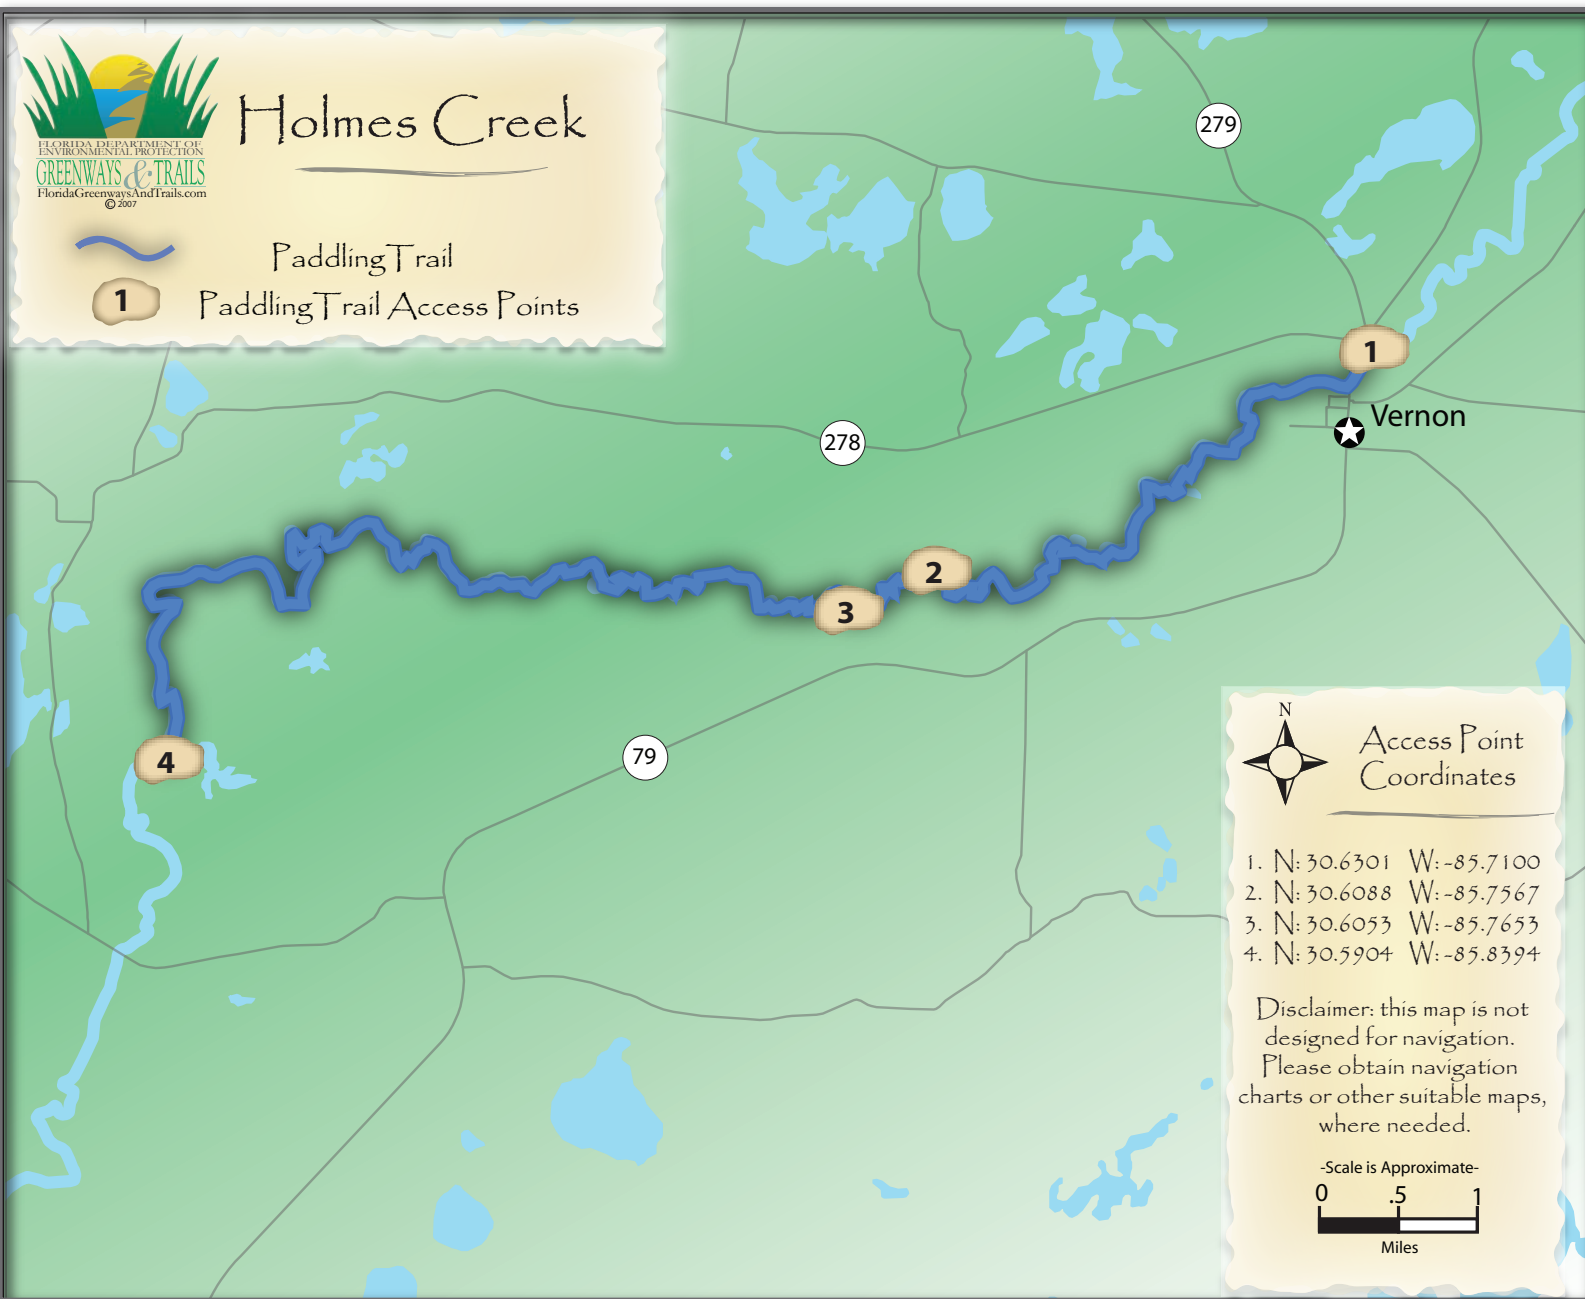 Holmes Creek
FLORIDA DEPARTMENT OF
ENVIRONMENTAL PROTECTION
GREENWAYS & TRAILS
FloridaGreenwaysAndTrails.com
© 2007
Paddling Trail
1
Paddling Trail Access Points
279
278
79
1
Vernon
2
3
4
N
Access Point
Coordinates
1. N: 30.6301 W: -85.7100
2. N: 30.6088 W: -85.7567
3. N: 30.6053 W: -85.7653
4. N: 30.5904 W: -85.8394
Disclaimer: this map is not
designed for navigation.
Please obtain navigation
charts or other suitable maps,
where needed.
-Scale is Approximate-
0 .5 1
Miles